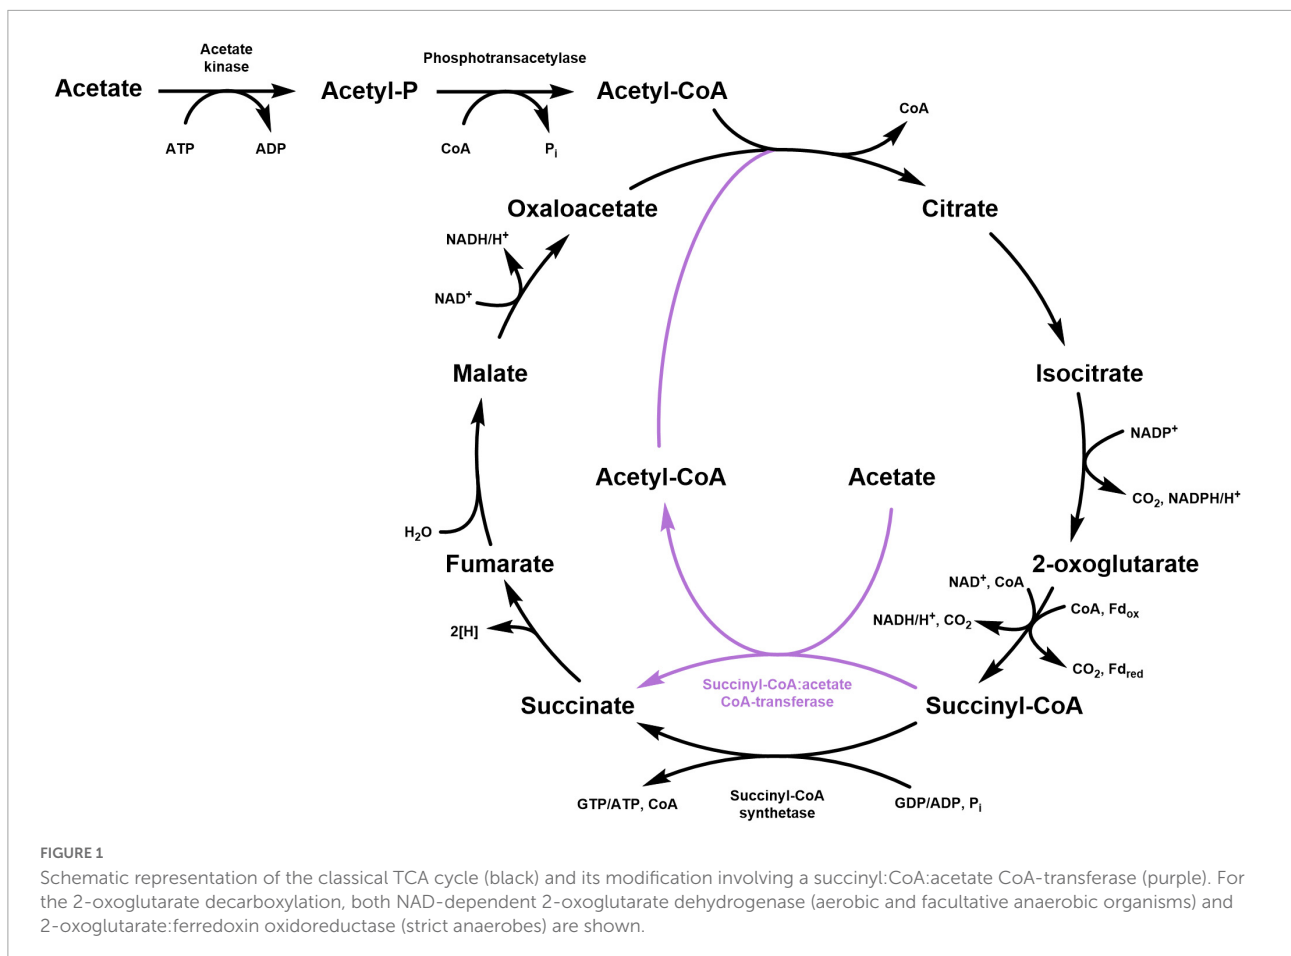 Acetate
kinase
Phosphotransacetylase
Acetate
Acetyl-P
Acetyl-CoA
ATP
ADP
CoA
Pi
CoA
Oxaloacetate
Citrate
NADH/H+
NAD+
Malate
Isocitrate
NADP+
CO2, NADPH/H+
Acetyl-CoA
Acetate
H2O
Fumarate
2-oxoglutarate
NAD+, CoA
CoA, Fdox
NADH/H+, CO2
CO2, Fdred
2[H]
Succinate
Succinyl-CoA:acetate
CoA-transferase
Succinyl-CoA
GTP/ATP, CoA
Succinyl-CoA
synthetase
GDP/ADP, Pi
FIGURE 1
Schematic representation of the classical TCA cycle (black) and its modification involving a succinyl:CoA:acetate CoA-transferase (purple). For
the 2-oxoglutarate decarboxylation, both NAD-dependent 2-oxoglutarate dehydrogenase (aerobic and facultative anaerobic organisms) and
2-oxoglutarate:ferredoxin oxidoreductase (strict anaerobes) are shown.